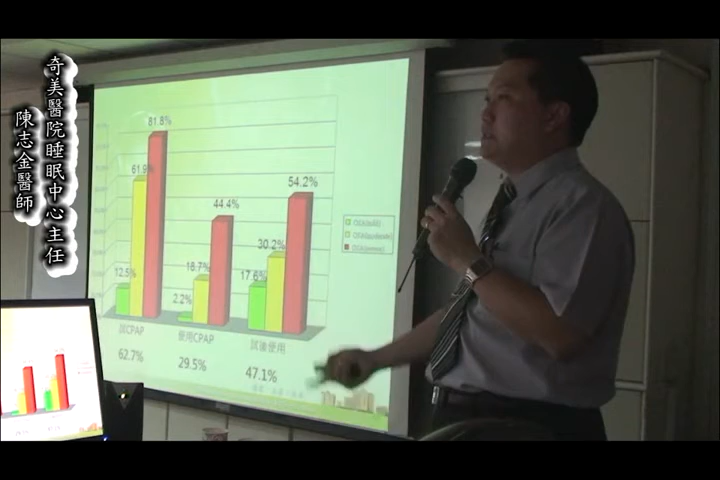 奇美醫院睡眠中心主任
陳志金醫師
81.8%
61.9%
12.5%
44.4%
18.7%
2.2%
54.2%
30.2%
17.6%
試CPAP
使用CPAP
試後使用
62.7%
29.5%
47.1%